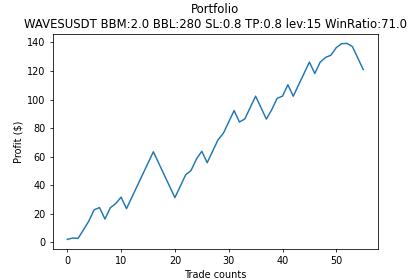 Portfolio
WAVESUSDT BBM:2.0 BBL:280 SL:0.8 TP:0.8 lev:15 WinRatio:71.0
140
120
100
80
60
40
20
0
Profit ($)
0 10 20 30 40 50
Trade counts